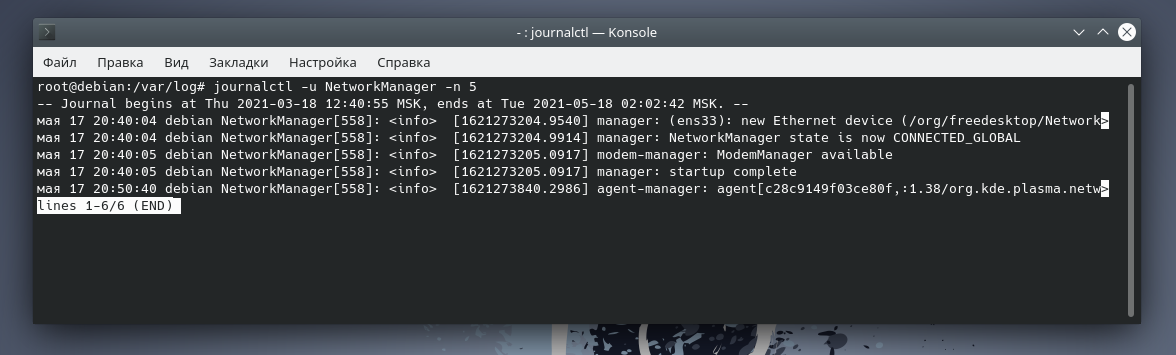 - : journalctl — Konsole
Файл Правка Вид Закладки Настройка Справка
root@debian:/var/log# journalctl -u NetworkManager -n 5
-- Journal begins at Thu 2021-03-18 12:40:55 MSK, ends at Tue 2021-05-18 02:02:42 MSK. --
мая 17 20:40:04 debian NetworkManager[558]: <info>  [1621273204.9540] manager: (ens33): new Ethernet device (/org/freedesktop/Network>
мая 17 20:40:04 debian NetworkManager[558]: <info>  [1621273204.9914] manager: NetworkManager state is now CONNECTED_GLOBAL
мая 17 20:40:05 debian NetworkManager[558]: <info>  [1621273205.0917] modem-manager: ModemManager available
мая 17 20:40:05 debian NetworkManager[558]: <info>  [1621273205.0917] manager: startup complete
мая 17 20:50:40 debian NetworkManager[558]: <info>  [1621273840.2986] agent-manager: agent[c28c9149f03ce80f,:1.38/org.kde.plasma.netw>
lines 1-6/6 (END)